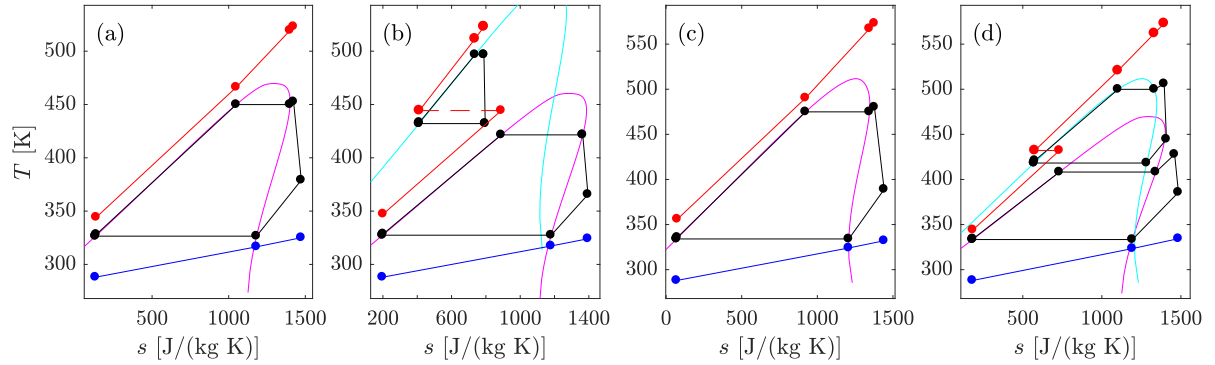 (a) (b) (c) (d)
500 500 550 550
450 450 500 500
400 400 450 450
350 350 400 400
300 300 350 350
300 300
500 1000 1500 200 600 1000 1400 0 500 1000 1500 500 1000 1500
T [K]
s [J/(kg K)] s [J/(kg K)] s [J/(kg K)] s [J/(kg K)]